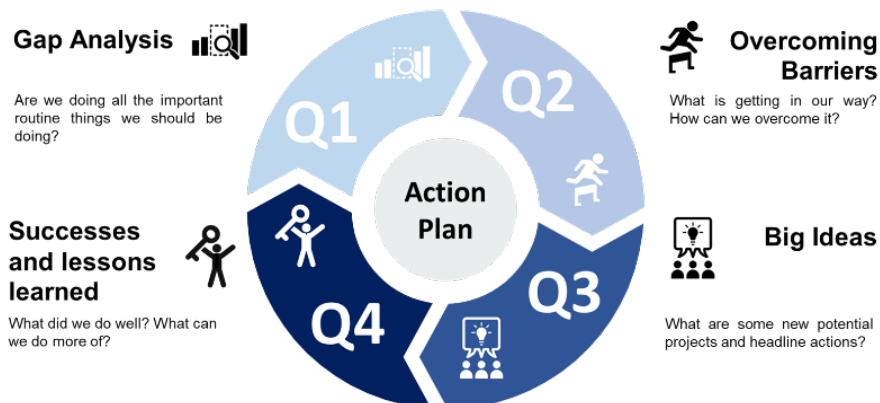 Gap Analysis
Are we doing all the important
routine things we should be
doing?
Q1
Q2
Overcoming
Barriers
What is getting in our way?
How can we overcome it?
Action
Plan
Successes
and lessons
learned
What did we do well? What can
we do more of?
Q4
Q3
Big Ideas
What are some new potential
projects and headline actions?